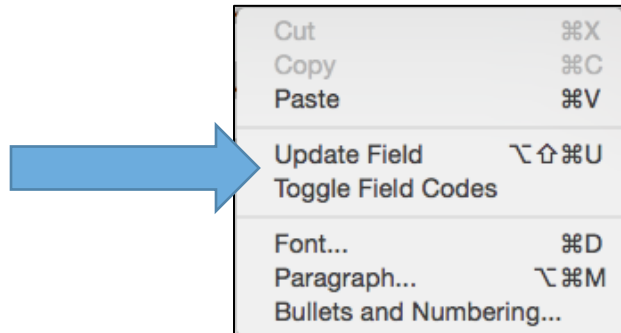 Cut ⌘X
Copy ⌘C
Paste ⌘V
Update Field ⌥⇧⌘U
Toggle Field Codes
Font... ⌘D
Paragraph... ⌥⌘M
Bullets and Numbering...